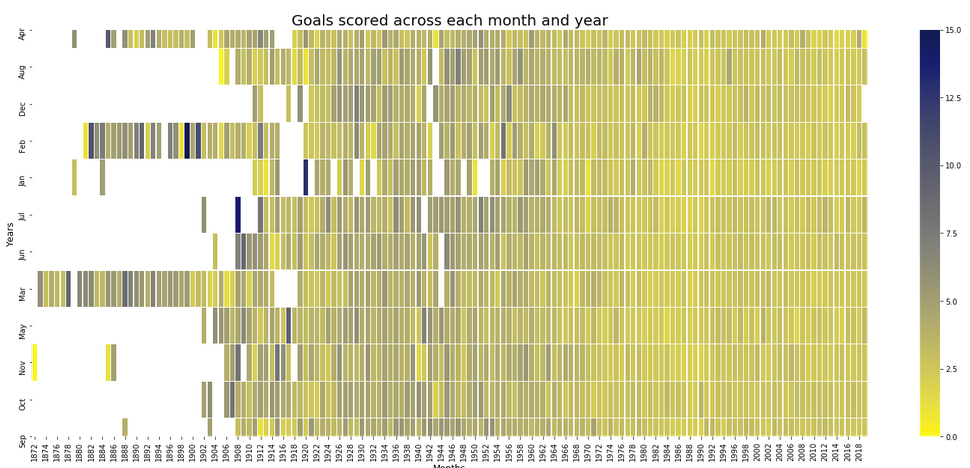 Goals scored across each month and year
Apr
Aug
Dec
Feb
Jan
Jul
Jun
Mar
May
Nov
Oct
Sep
Years
1872 1874 1876 1878 1880 1882 1884 1886 1888 1890 1892 1894 1896 1898 1900 1902 1904 1906 1908 1910 1912 1914 1916 1918 1920 1922 1924 1926 1928 1930 1932 1934 1936 1938 1940 1942 1944 1946 1948 1950 1952 1954 1956 1958 1960 1962 1964 1966 1968 1970 1972 1974 1976 1978 1980 1982 1984 1986 1988 1990 1992 1994 1996 1998 2000 2002 2004 2006 2008 2010 2012 2014 2016 2018
Months
15.0
12.5
10.0
7.5
5.0
2.5
0.0